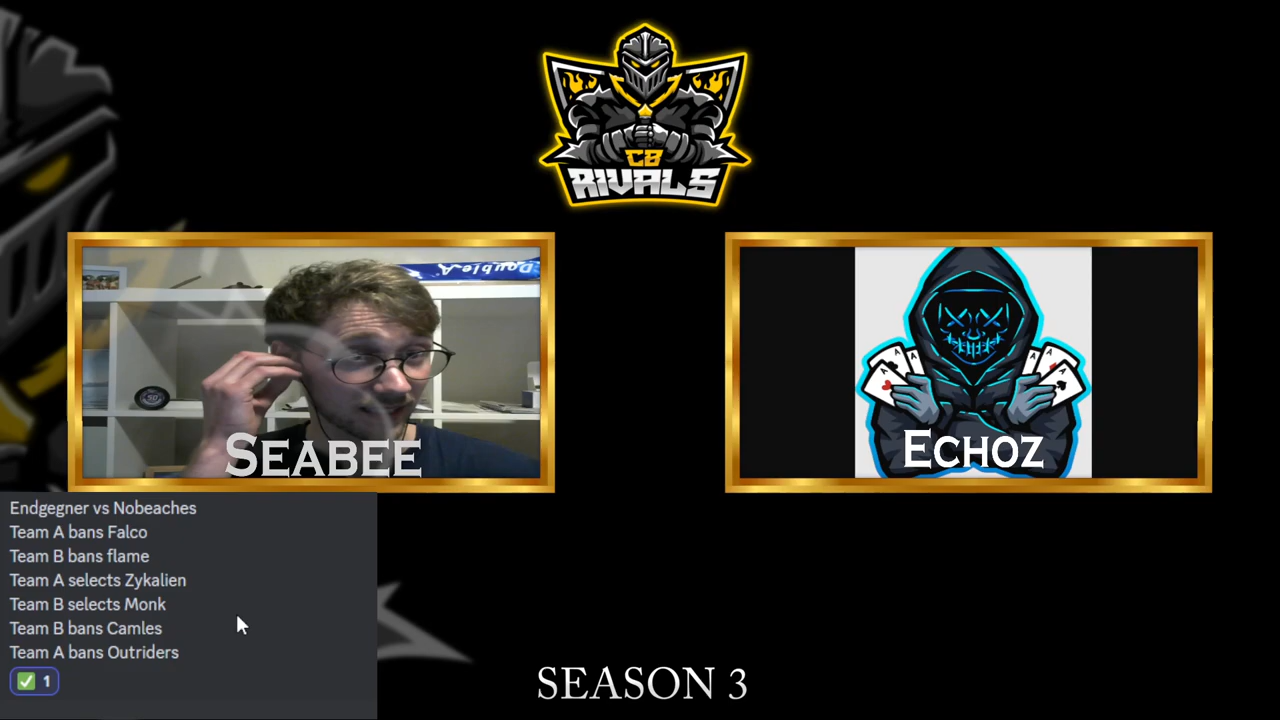 CB
RIVALS
Double A
SEABEE
ECHOZ
Endgegner vs Nobeaches
Team A bans Falco
Team B bans flame
Team A selects Zykalien
Team B selects Monk
Team B bans Camles
Team A bans Outriders
✅ 1
SEASON 3